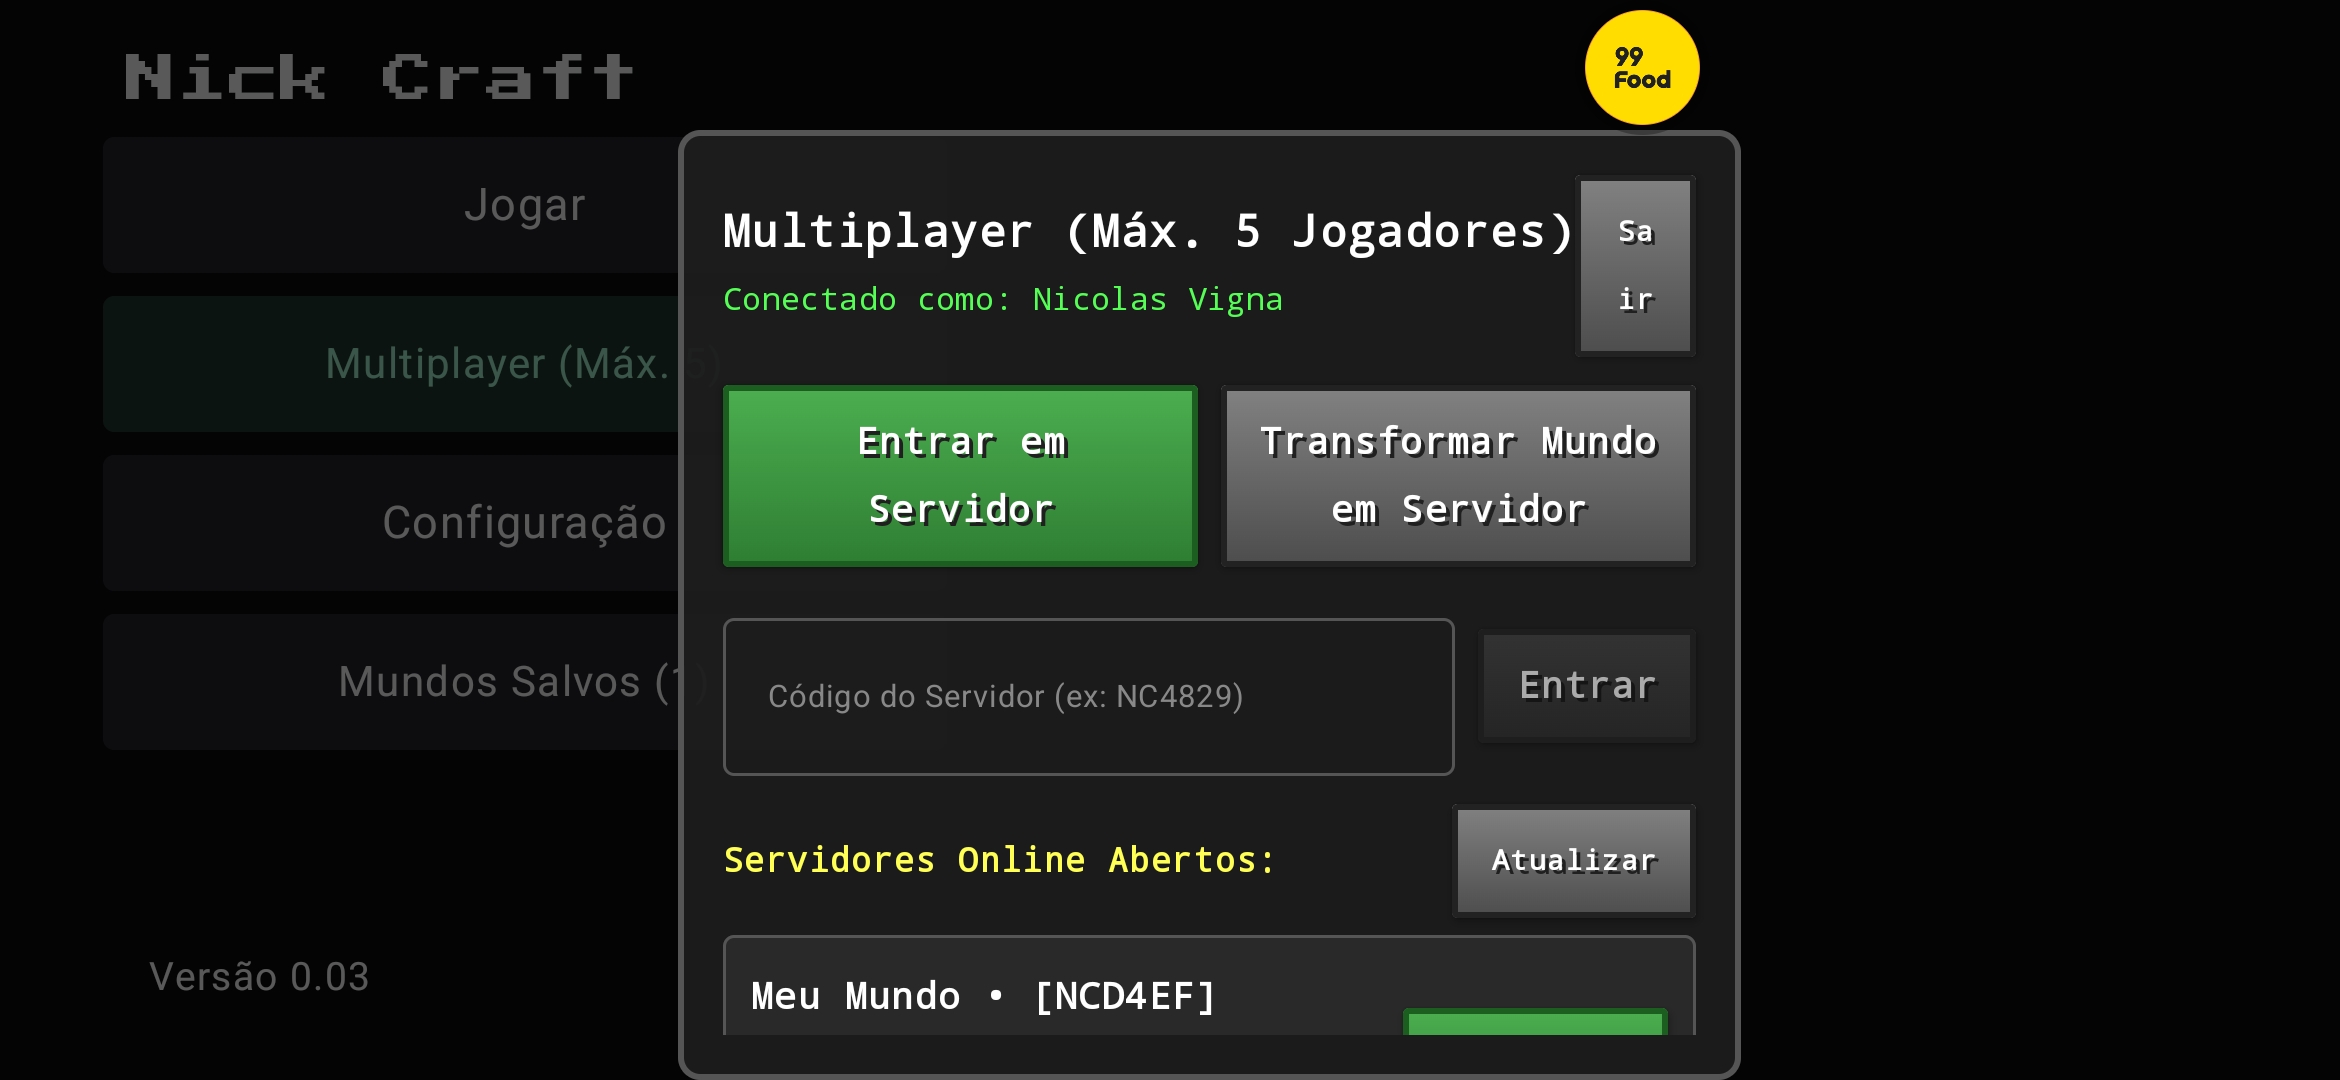 Nick Craft
99
Food
Jogar
Multiplayer (Máx. 5)
Configuração
Mundos Salvos (1)
Versão 0.03
Multiplayer (Máx. 5 Jogadores)
Conectado como: Nicolas Vigna
Sa
ir
Entrar em
Servidor
Transformar Mundo
em Servidor
Código do Servidor (ex: NC4829)
Entrar
Servidores Online Abertos:
Atualizar
Meu Mundo • [NCD4EF]